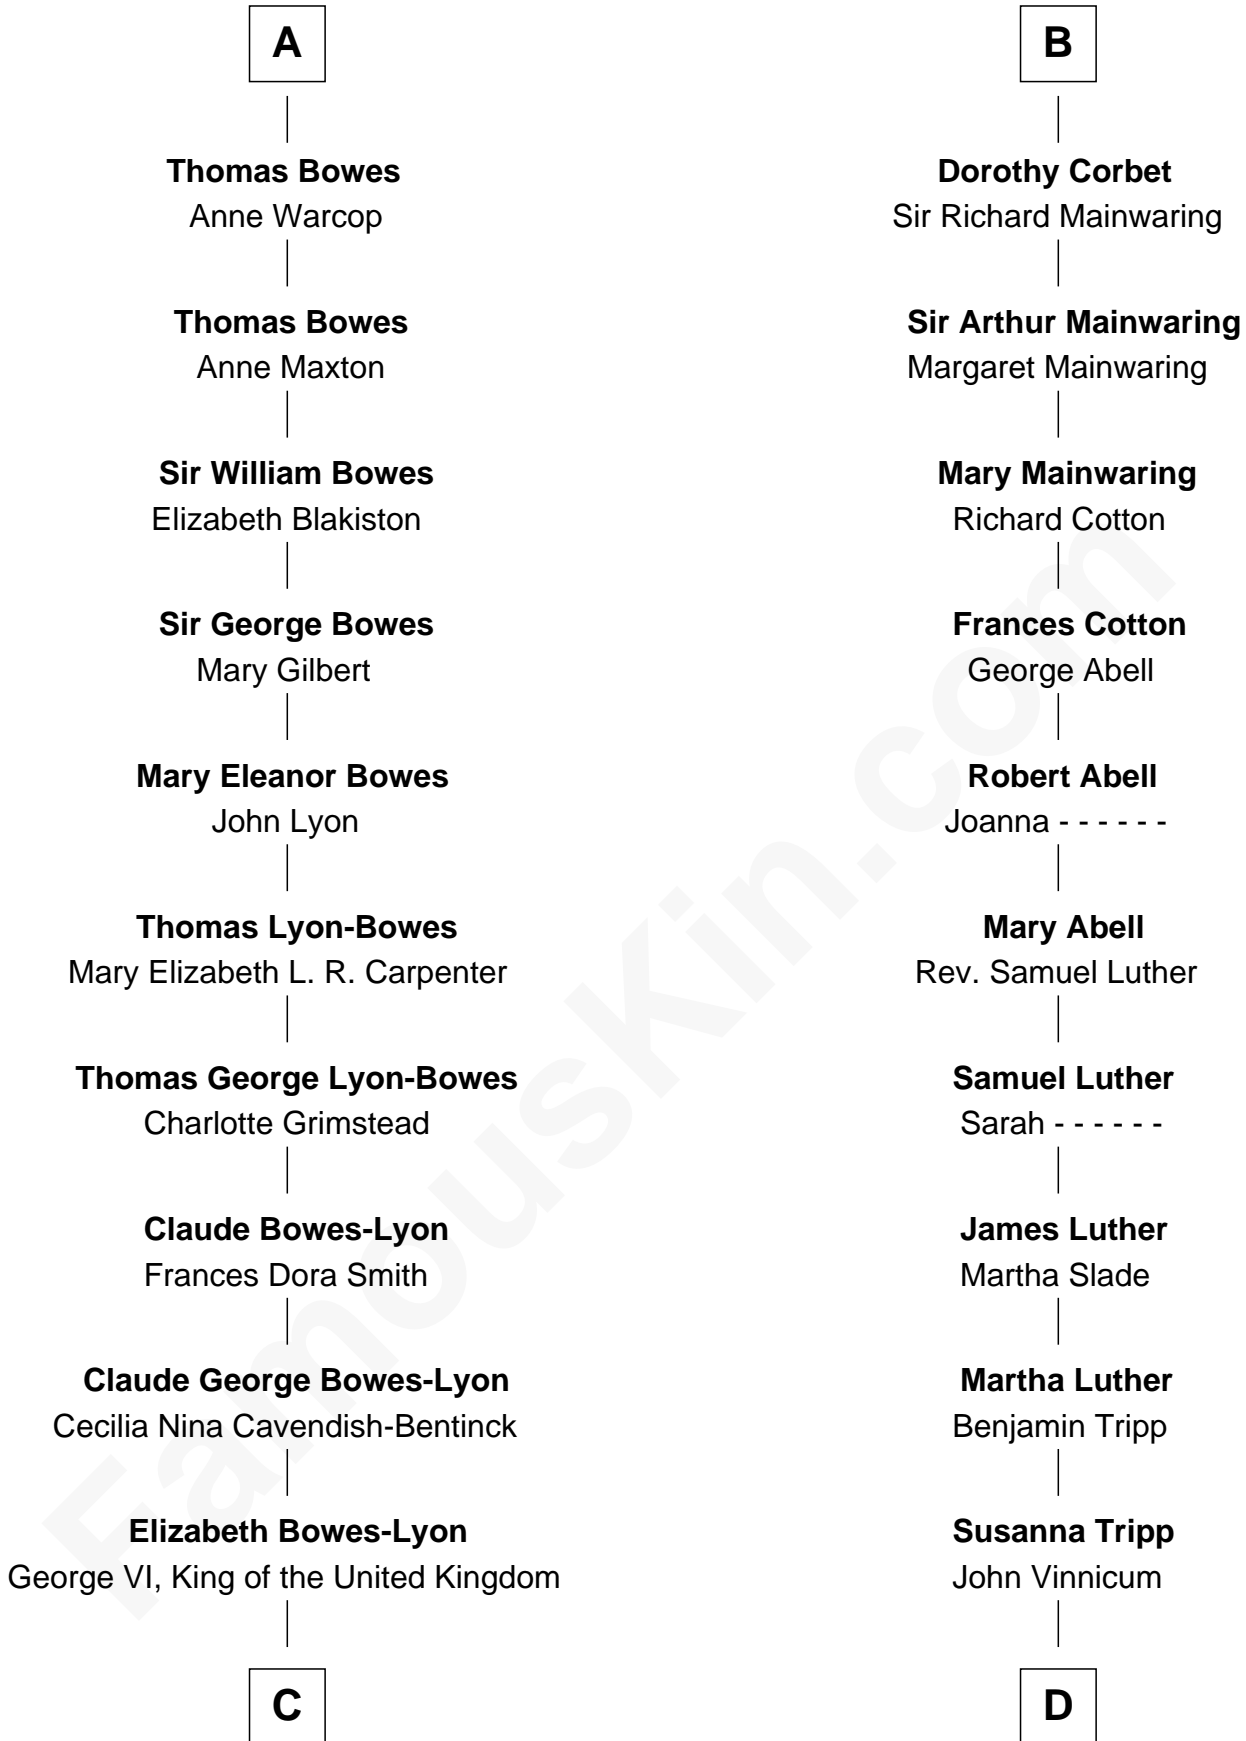 A
Thomas Bowes
Anne Warcop
Thomas Bowes
Anne Maxton
Sir William Bowes
Elizabeth Blakiston
Sir George Bowes
Mary Gilbert
Mary Eleanor Bowes
John Lyon
Thomas Lyon-Bowes
Mary Elizabeth L. R. Carpenter
Thomas George Lyon-Bowes
Charlotte Grimstead
Claude Bowes-Lyon
Frances Dora Smith
Claude George Bowes-Lyon
Cecilia Nina Cavendish-Bentinck
Elizabeth Bowes-Lyon
George VI, King of the United Kingdom
C
B
Dorothy Corbet
Sir Richard Mainwaring
Sir Arthur Mainwaring
Margaret Mainwaring
Mary Mainwaring
Richard Cotton
Frances Cotton
George Abell
Robert Abell
Joanna - - - - - -
Mary Abell
Rev. Samuel Luther
Samuel Luther
Sarah - - - - - -
James Luther
Martha Slade
Martha Luther
Benjamin Tripp
Susanna Tripp
John Vinnicum
D
FamousKin.com